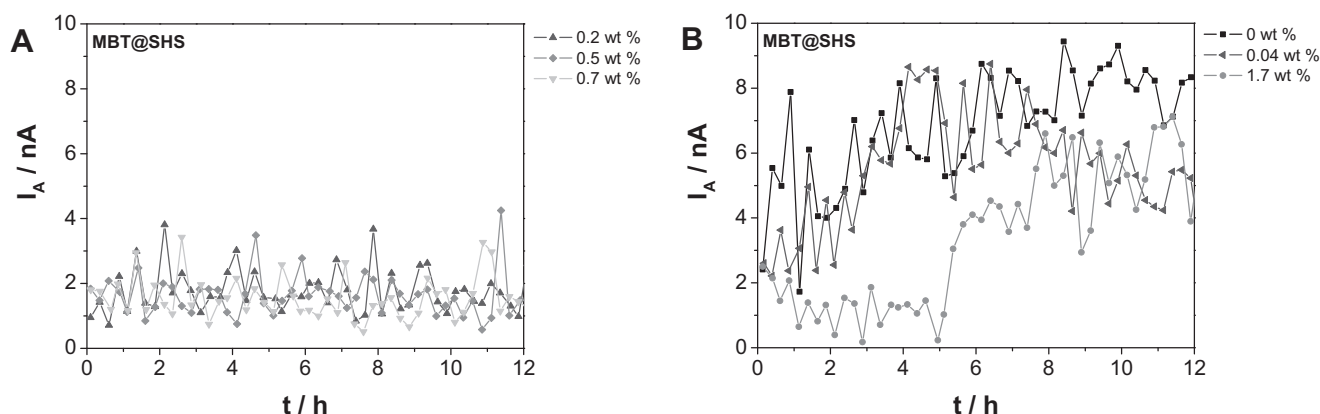 A
MBT@SHS
0.2 wt %
0.5 wt %
0.7 wt %
10
8
6
4
2
0
I_A / nA
0 2 4 6 8 10 12
t / h
B
MBT@SHS
0 wt %
0.04 wt %
1.7 wt %
10
8
6
4
2
0
I_A / nA
0 2 4 6 8 10 12
t / h